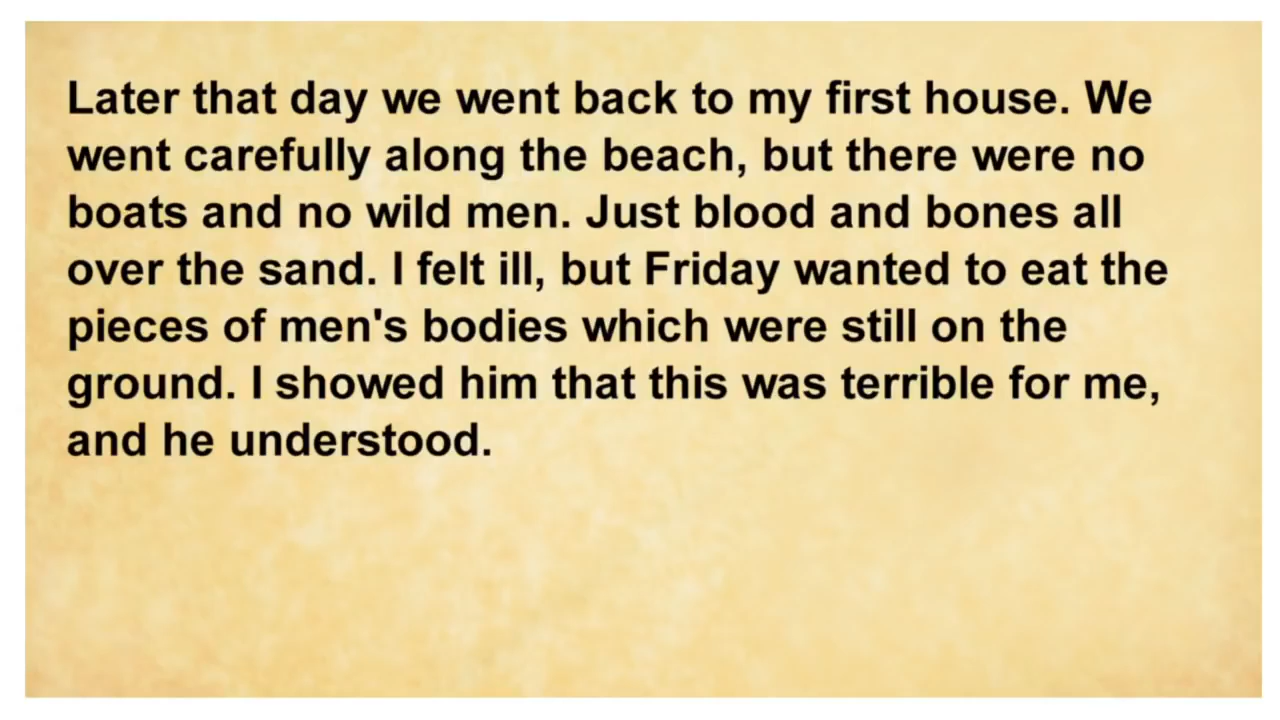 Later that day we went back to my first house. We
went carefully along the beach, but there were no
boats and no wild men. Just blood and bones all
over the sand. I felt ill, but Friday wanted to eat the
pieces of men's bodies which were still on the
ground. I showed him that this was terrible for me,
and he understood.